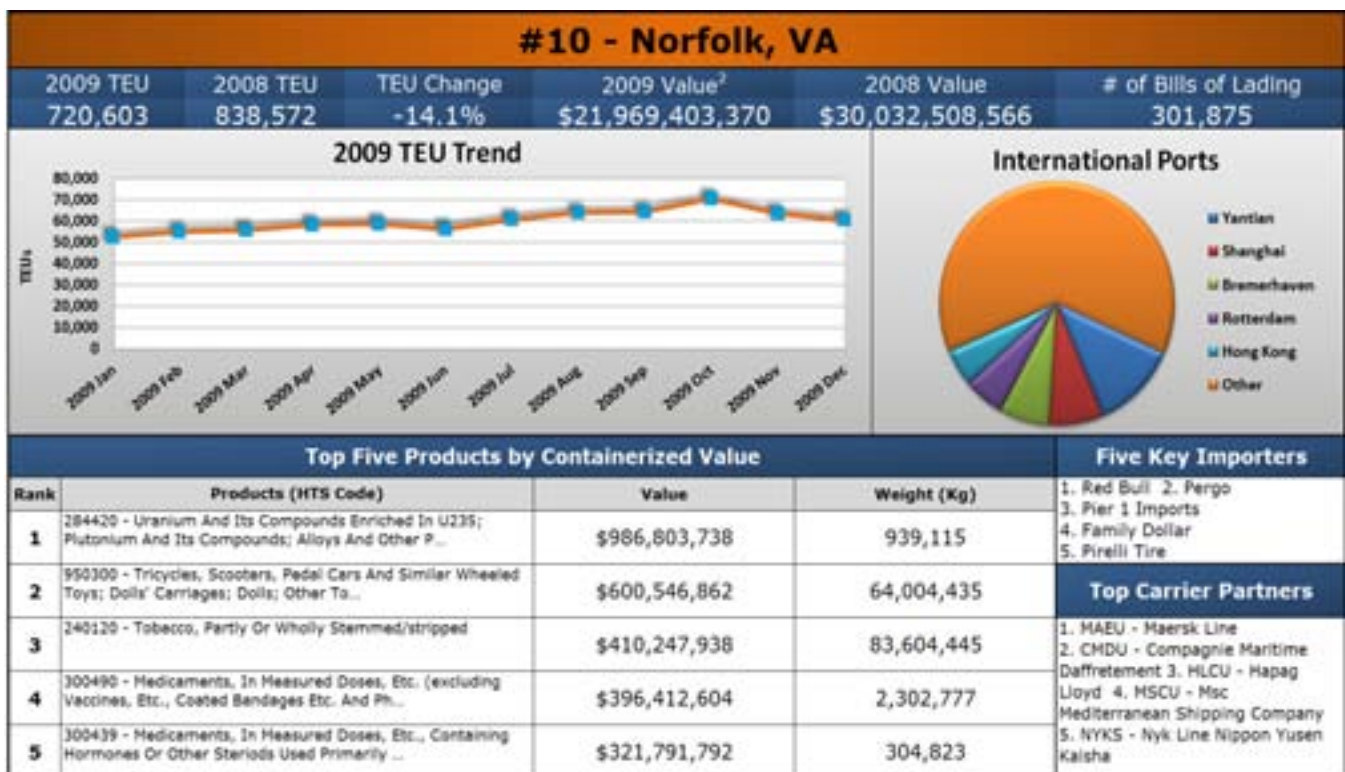 #10 - Norfolk, VA
2009 TEU 2008 TEU TEU Change 2009 Value² 2008 Value # of Bills of Lading
720,603 838,572 -14.1% $21,969,403,370 $30,032,508,566 301,875
2009 TEU Trend
TEUs
80,000
70,000
60,000
50,000
40,000
30,000
20,000
10,000
0
2009 Jan 2009 Feb 2009 Mar 2009 Apr 2009 May 2009 Jun 2009 Jul 2009 Aug 2009 Sep 2009 Oct 2009 Nov 2009 Dec
International Ports
Yantian
Shanghai
Bremerhaven
Rotterdam
Hong Kong
Other
Top Five Products by Containerized Value
Rank Products (HTS Code) Value Weight (Kg)
1 284420 - Uranium And Its Compounds Enriched In U235; $986,803,738 939,115
Plutonium And Its Compounds; Alloys And Other P...
2 950300 - Tricycles, Scooters, Pedal Cars And Similar Wheeled $600,546,862 64,004,435
Toys; Dolls' Carriages; Dolls; Other To...
3 240120 - Tobacco, Partly Or Wholly Stemmed/stripped $410,247,938 83,604,445
4 300490 - Medicaments, In Measured Doses, Etc. (excluding $396,412,604 2,302,777
Vaccines, Etc., Coated Bandages Etc. And Ph...
5 300439 - Medicaments, In Measured Doses, Etc., Containing $321,791,792 304,823
Hormones Or Other Steriods Used Primarily ...
Five Key Importers
1. Red Bull 2. Pergo
3. Pier 1 Imports
4. Family Dollar
5. Pirelli Tire
Top Carrier Partners
1. MAEU - Maersk Line
2. CMDU - Compagnie Maritime
Daffretement 3. HLCU - Hapag
Lloyd 4. MSCU - Msc
Mediterranean Shipping Company
5. NYKS - Nyk Line Nippon Yusen
Kaisha